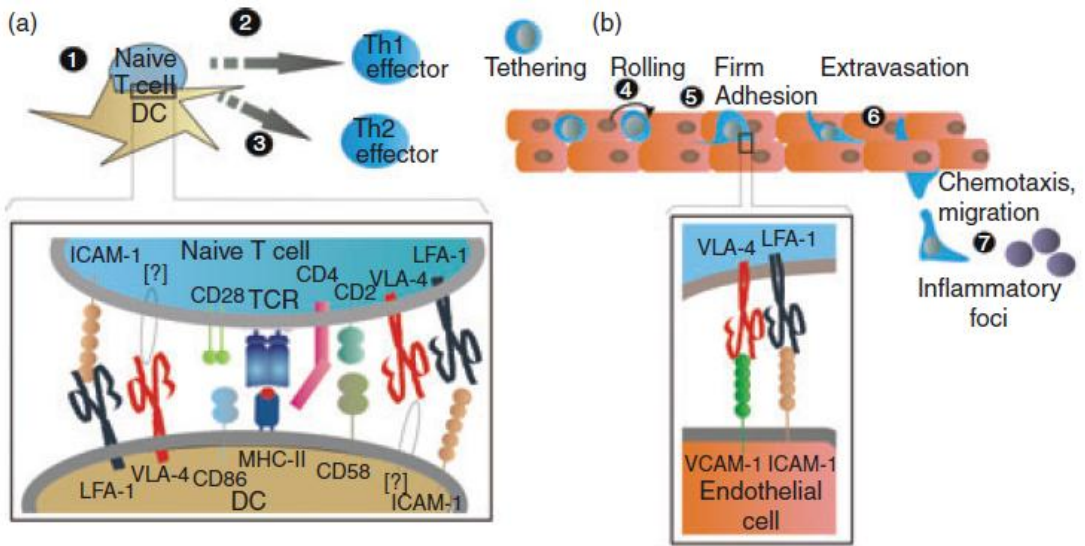 (a)
1
2
3
Naive
T cell
DC
Th1
effector
Th2
effector
ICAM-1
[?]
Naive T cell
CD28
TCR
CD4
CD2
VLA-4
LFA-1
LFA-1
VLA-4
CD86
MHC-II
CD58
[?]
ICAM-1
DC
(b)
Tethering
Rolling
4
5
Firm
Adhesion
Extravasation
6
Chemotaxis,
migration
7
Inflammatory
foci
VLA-4
LFA-1
VCAM-1 ICAM-1
Endothelial
cell